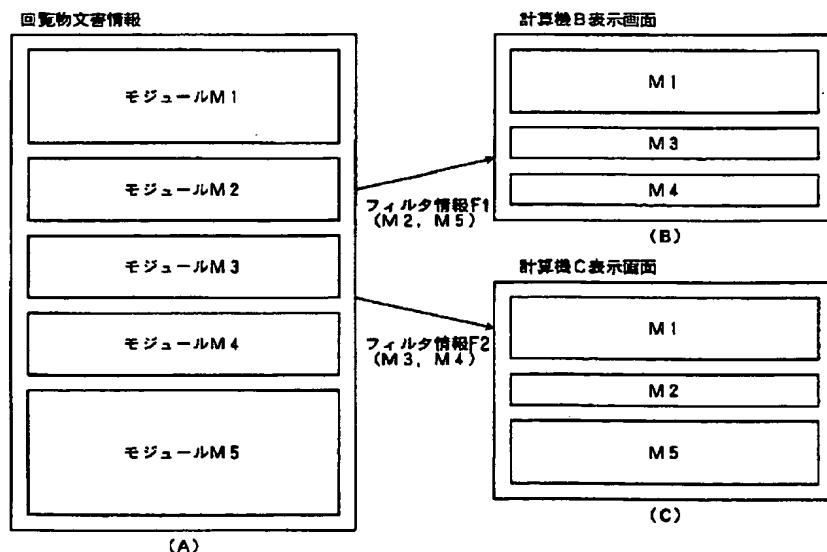 回覧物文書情報
モジュールM1
モジュールM2
モジュールM3
モジュールM4
モジュールM5
(A)
フィルタ情報F1
(M2, M5)
フィルタ情報F2
(M3, M4)
計算機B表示画面
M1
M3
M4
(B)
計算機C表示画面
M1
M2
M5
(C)